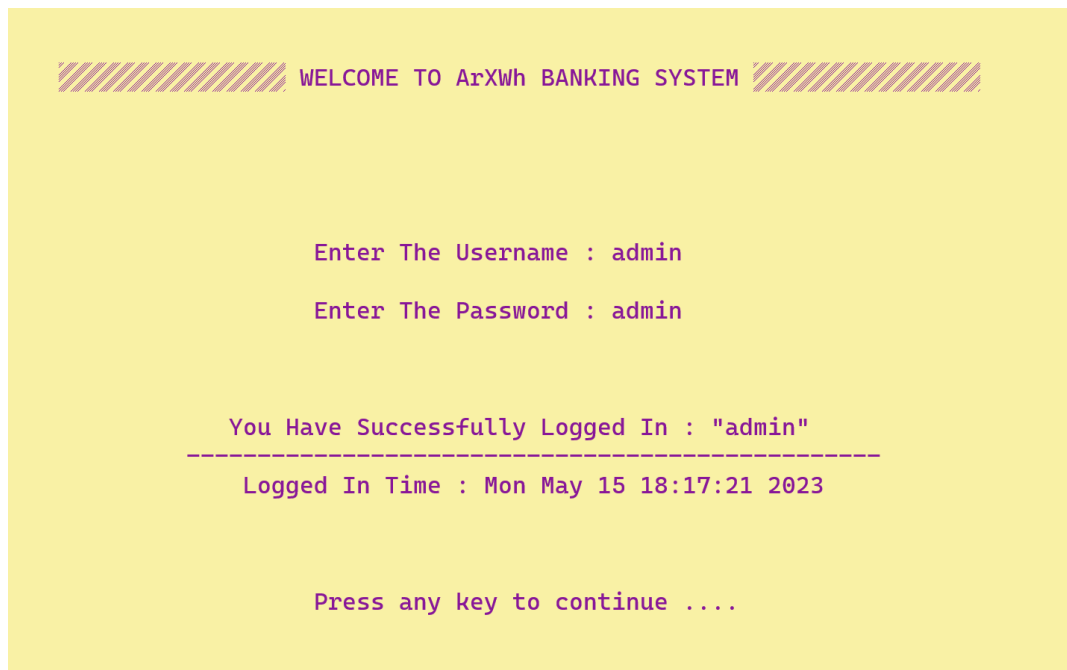 WELCOME TO ArXWh BANKING SYSTEM
Enter The Username : admin
Enter The Password : admin
You Have Successfully Logged In : "admin"
-------------------------------------------------
Logged In Time : Mon May 15 18:17:21 2023
Press any key to continue ....